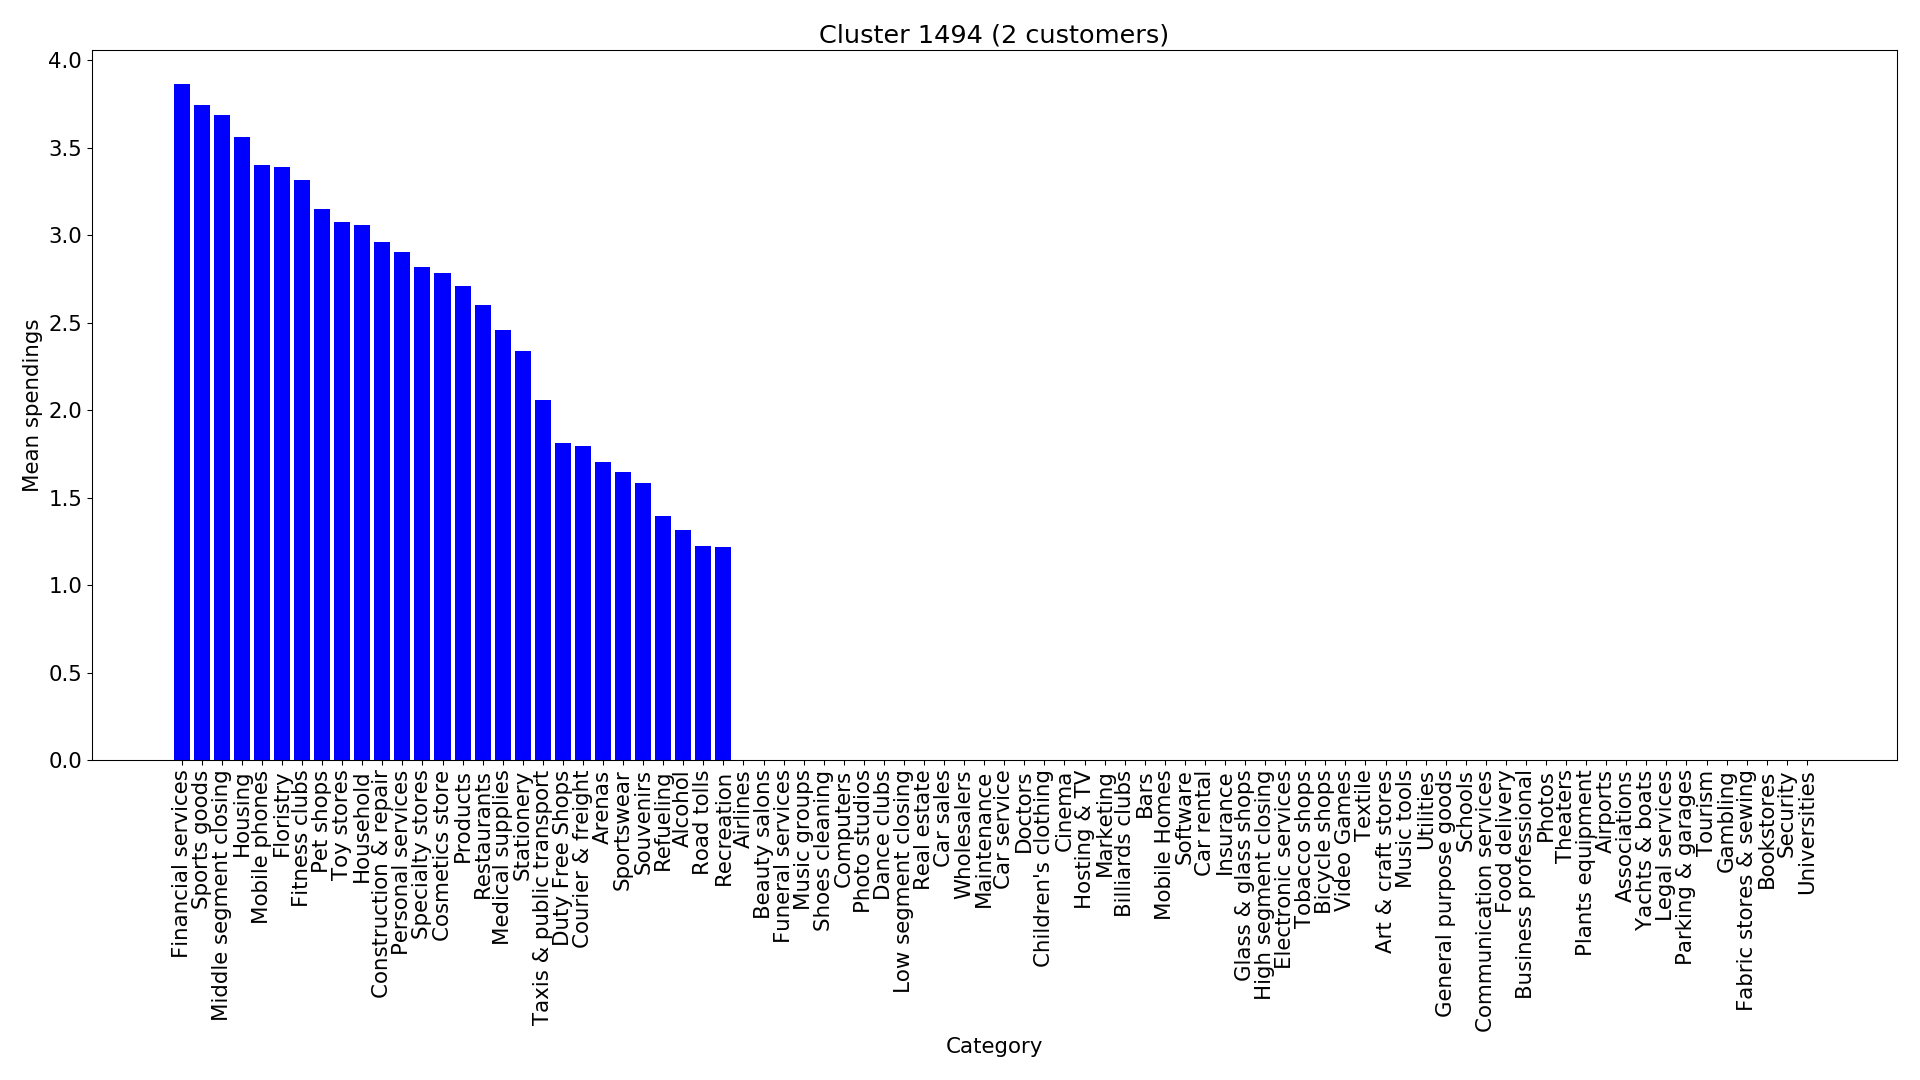 Cluster 1494 (2 customers)
4.0
3.5
3.0
2.5
2.0
1.5
1.0
0.5
0.0
Mean spendings
Financial services
Sports goods
Middle segment closing
Housing
Mobile phones
Floristry
Fitness clubs
Pet shops
Toy stores
Household
Construction & repair
Personal services
Specialty stores
Cosmetics store
Products
Restaurants
Medical supplies
Stationery
Taxis & public transport
Duty Free Shops
Courier & freight
Arenas
Sportswear
Souvenirs
Refueling
Alcohol
Road tolls
Recreation
Airlines
Beauty salons
Funeral services
Music groups
Shoes cleaning
Computers
Photo studios
Dance clubs
Low segment closing
Real estate
Car sales
Wholesalers
Maintenance
Car service
Doctors
Children's clothing
Cinema
Hosting & TV
Marketing
Billiards clubs
Bars
Mobile Homes
Software
Car rental
Insurance
Glass & glass shops
High segment closing
Electronic services
Tobacco shops
Bicycle shops
Video Games
Textile
Art & craft stores
Music tools
Utilities
General purpose goods
Schools
Communication services
Food delivery
Business professional
Photos
Theaters
Plants equipment
Airports
Associations
Yachts & boats
Legal services
Parking & garages
Tourism
Gambling
Fabric stores & sewing
Bookstores
Security
Universities
Category